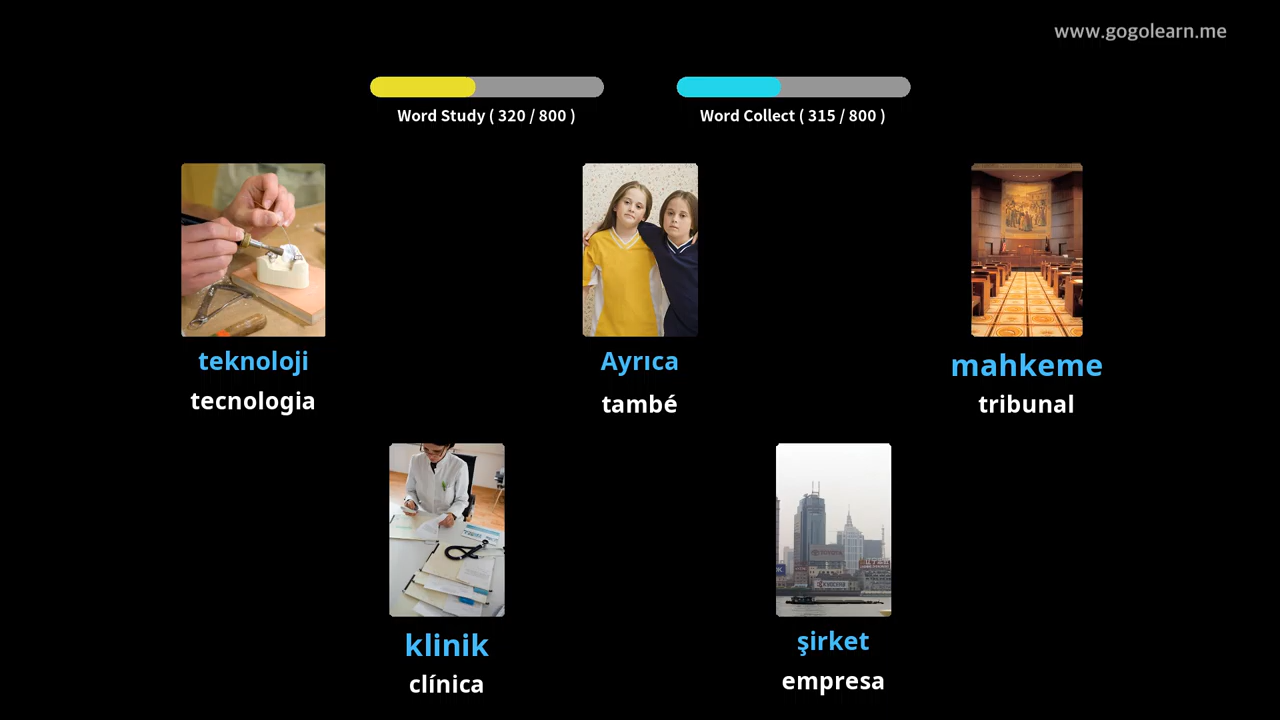 www.gogolearn.me
Word Study ( 320 / 800 )
Word Collect ( 315 / 800 )
teknoloji
tecnologia
Ayrıca
també
mahkeme
tribunal
klinik
clínica
şirket
empresa